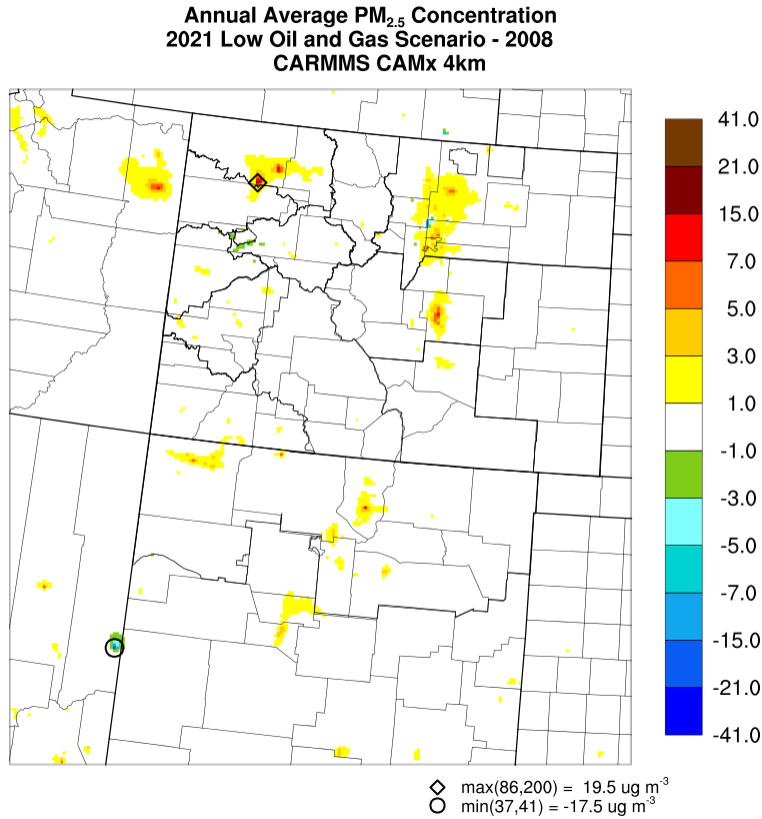 Annual Average PM2.5 Concentration
2021 Low Oil and Gas Scenario - 2008
CARMMS CAMx 4km
41.0
21.0
15.0
7.0
5.0
3.0
1.0
-1.0
-3.0
-5.0
-7.0
-15.0
-21.0
-41.0
max(86,200) = 19.5 ug m-3
min(37,41) = -17.5 ug m-3